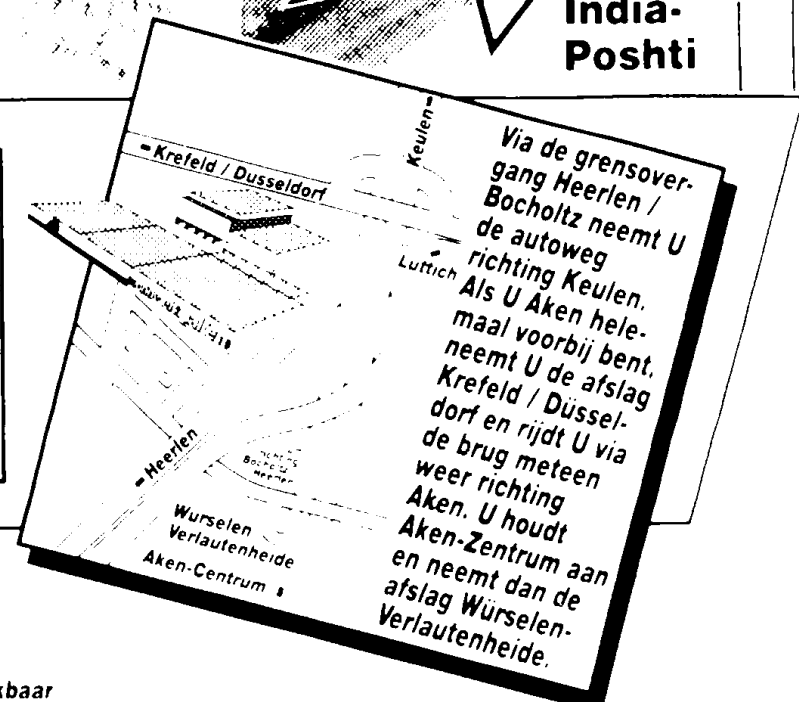 India-
Poshti
Keulen
Krefeld / Dusseldorf
Luttich
Heerlen
Wurselen
Verlautenheide
Aken-Centrum
Via de grensover-
gang Heerlen /
Bocholtz neemt U
de autoweg
richting Keulen.
Als U Aken hele-
maal voorbij bent,
neemt U de afslag
Krefeld / Düssel-
dorf en rijdt U via
de brug meteen
weer richting
Aken. U houdt
Aken-Zentrum aan
en neemt dan de
afslag Würselen-
Verlautenheide.
kbaar